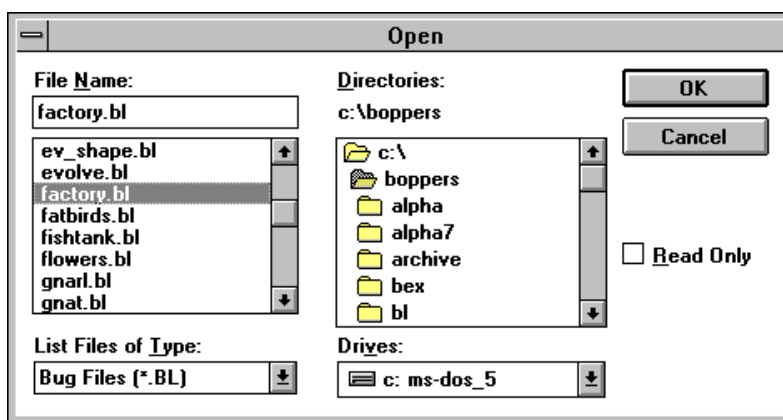 Open
File Name:
factory.bl
ev_shape.bl
evolve.bl
factory.bl
fatbirds.bl
fishtank.bl
flowers.bl
gnarl.bl
gnat.bl
List Files of Type:
Bug Files (*.BL)
Directories:
c:\boppers
c:\
boppers
alpha
alpha7
archive
bex
bl
Drives:
c: ms-dos_5
OK
Cancel
Read Only